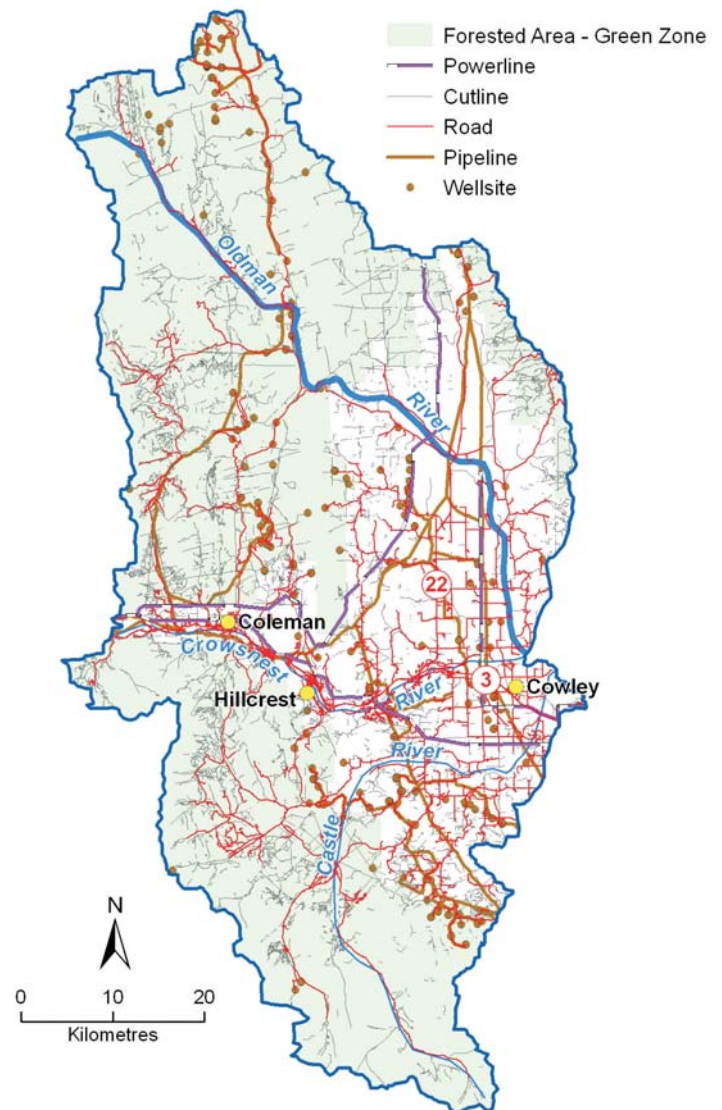 Forested Area - Green Zone
Powerline
Cutline
Road
Pipeline
Wellsite
Oldman
River
22
Coleman
Crowsnest
3
Cowley
Hillcrest
River
River
Castle
N
0 10 20
Kilometres